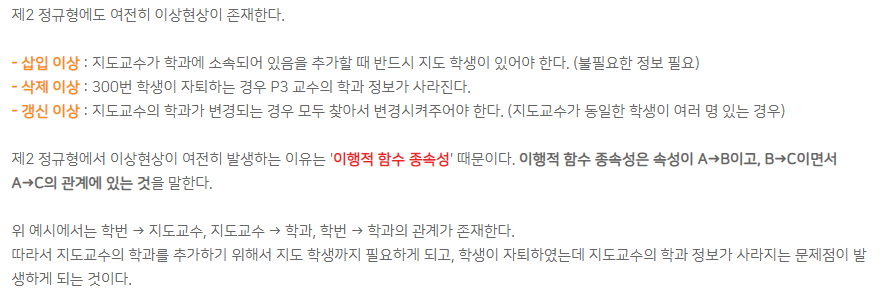 제2 정규형에도 여전히 이상현상이 존재한다.
- 삽입 이상 : 지도교수가 학과에 소속되어 있음을 추가할 때 반드시 지도 학생이 있어야 한다. (불필요한 정보 필요)
- 삭제 이상 : 300번 학생이 자퇴하는 경우 P3 교수의 학과 정보가 사라진다.
- 갱신 이상 : 지도교수의 학과가 변경되는 경우 모두 찾아서 변경시켜주어야 한다. (지도교수가 동일한 학생이 여러 명 있는 경우)
제2 정규형에서 이상현상이 여전히 발생하는 이유는 '이행적 함수 종속성' 때문이다. 이행적 함수 종속성은 속성이 A→B이고, B→C이면서
A→C의 관계에 있는 것을 말한다.
위 예시에서는 학번 → 지도교수, 지도교수 → 학과, 학번 → 학과의 관계가 존재한다.
따라서 지도교수의 학과를 추가하기 위해서 지도 학생까지 필요하게 되고, 학생이 자퇴하였는데 지도교수의 학과 정보가 사라지는 문제점이 발
생하게 되는 것이다.